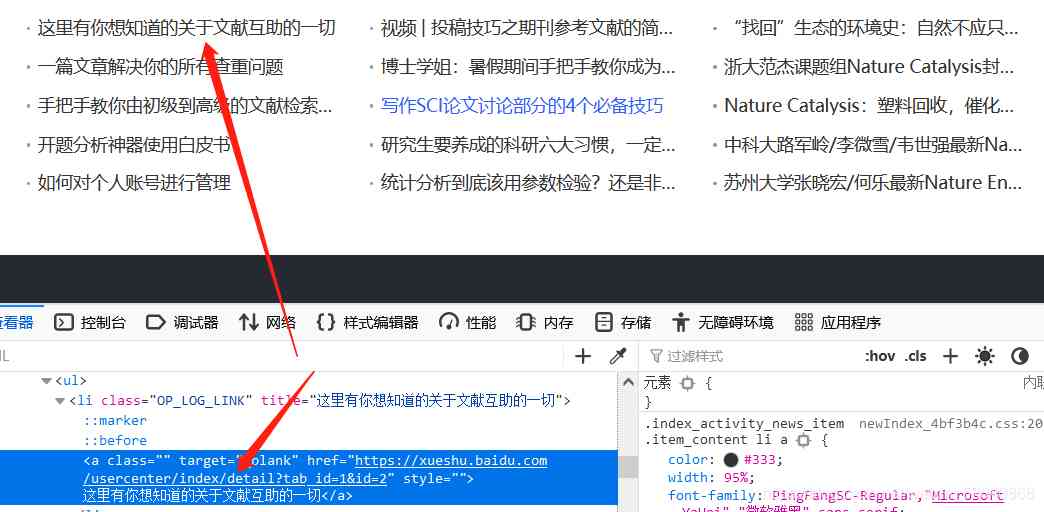 这里有你想知道的关于文献互助的一切
视频 | 投稿技巧之期刊参考文献的简...
“找回”生态的环境史：自然不应只...
一篇文章解决你的所有查重问题
博士学姐：暑假期间手把手教你成为...
浙大范杰课题组Nature Catalysis封...
手把手教你由初级到高级的文献检索...
写作SCI论文讨论部分的4个必备技巧
Nature Catalysis：塑料回收，催化...
开题分析神器使用白皮书
研究生要养成的科研六大习惯，一定...
中科大路军岭/李微雪/韦世强最新Na...
如何对个人账号进行管理
统计分析到底该用参数检验？还是非...
苏州大学张晓宏/何乐最新Nature En...
查看器 控制台 调试器 网络 {} 样式编辑器 性能 内存 存储 无障碍环境 应用程序
过滤样式 :hov .cls
<ul>
<li class="OP_LOG_LINK" title="这里有你想知道的关于文献互助的一切">
::marker
::before
<a class="" target="_blank" href="https://xueshu.baidu.com
/usercenter/index/detail?tab_id=1&id=2" style="">
这里有你想知道的关于文献互助的一切</a>
元素 { 内联
}
.index_activity_news_item newIndex_4bf3b4c.css:20
.item_content li a {
color: #333;
width: 95%;
font-family: PingFangSC-Regular,"Microsoft
YaHei","微软雅黑",sans-serif;